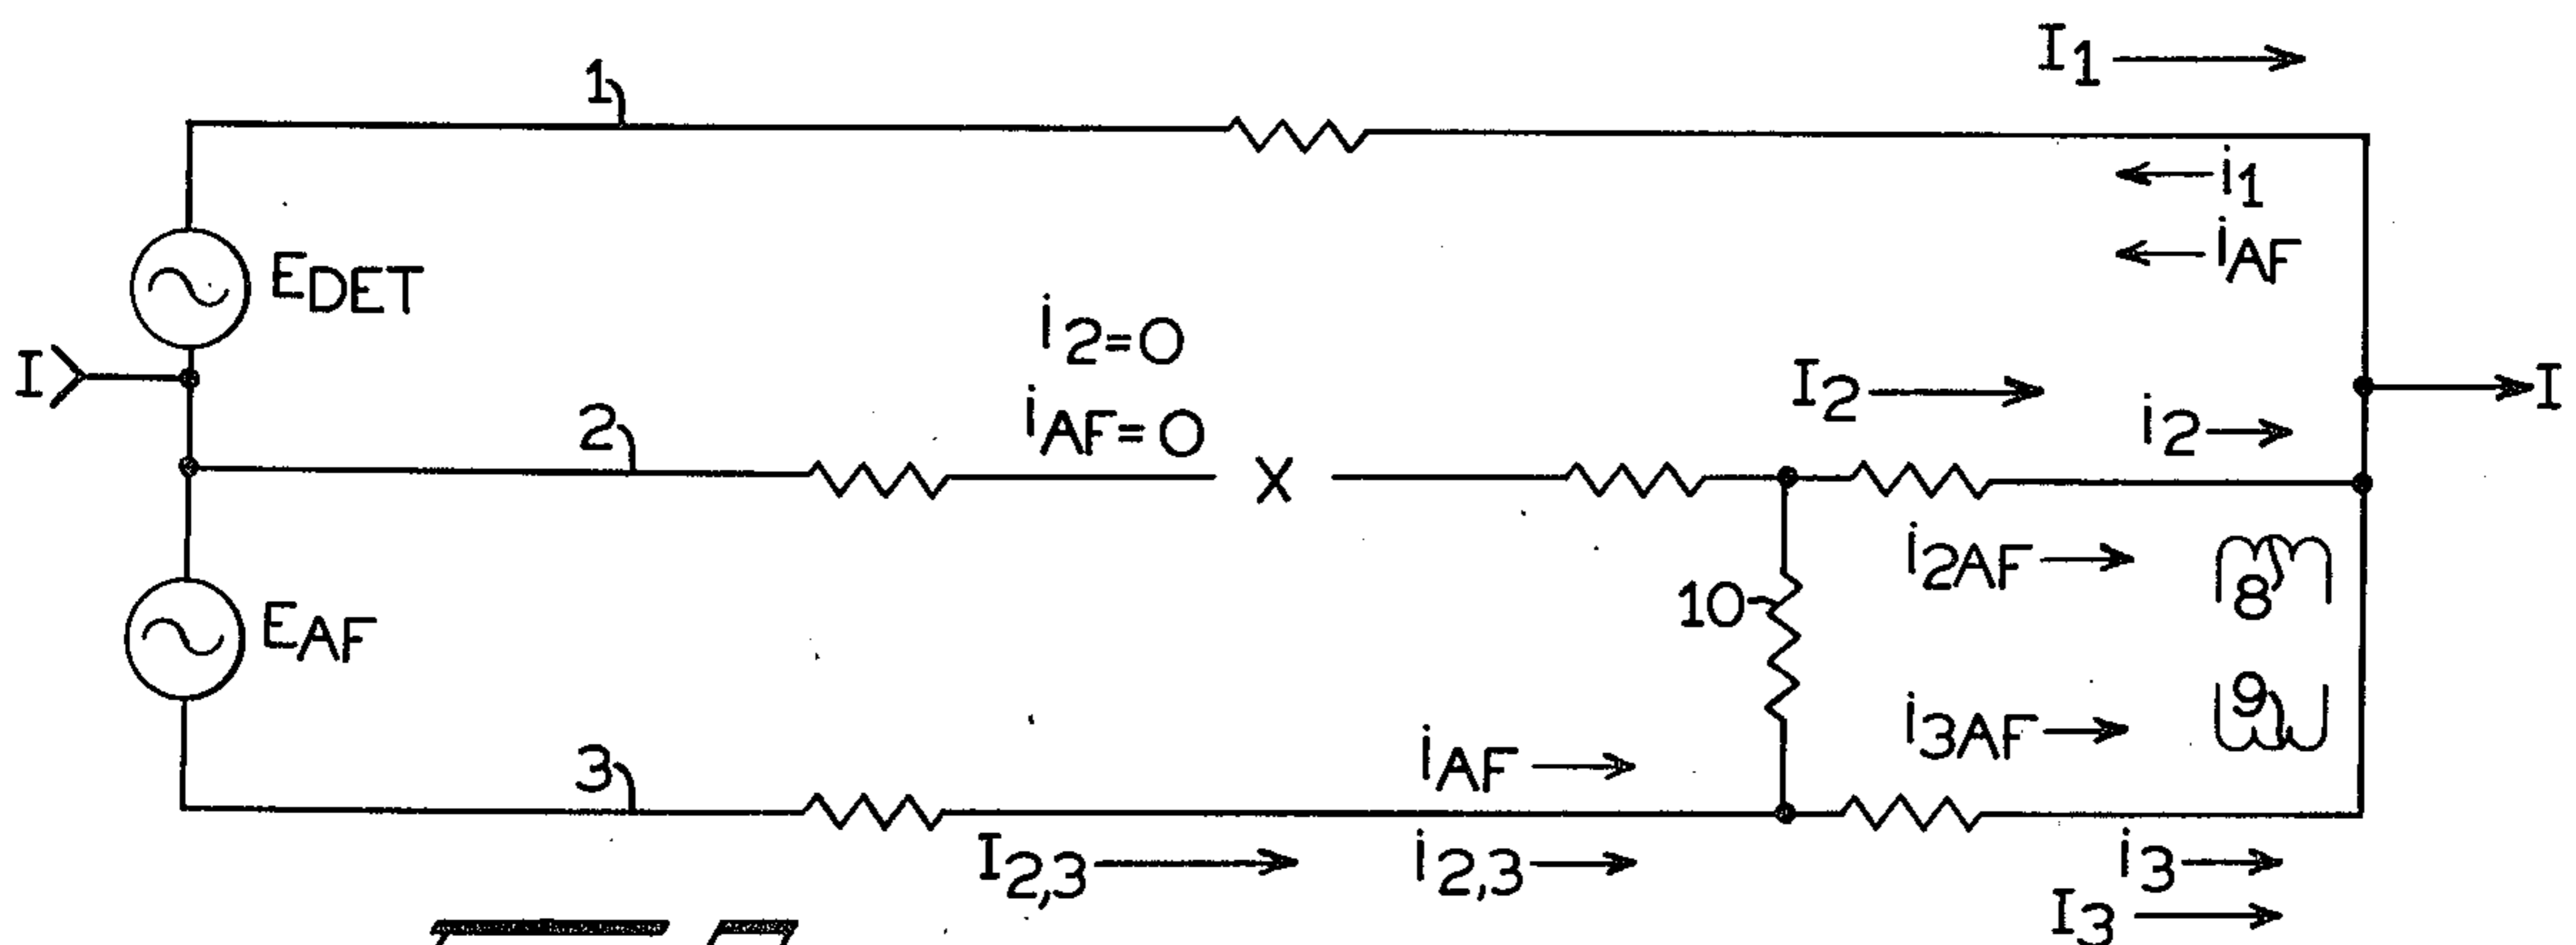 I1
1
i1
iAF
EDET
i2=0
I
I2
I
iAF=0
i2
2
X
i2AF
8
10
EAF
9
i3AF
iAF
3
I2,3
i2,3
i3
I3